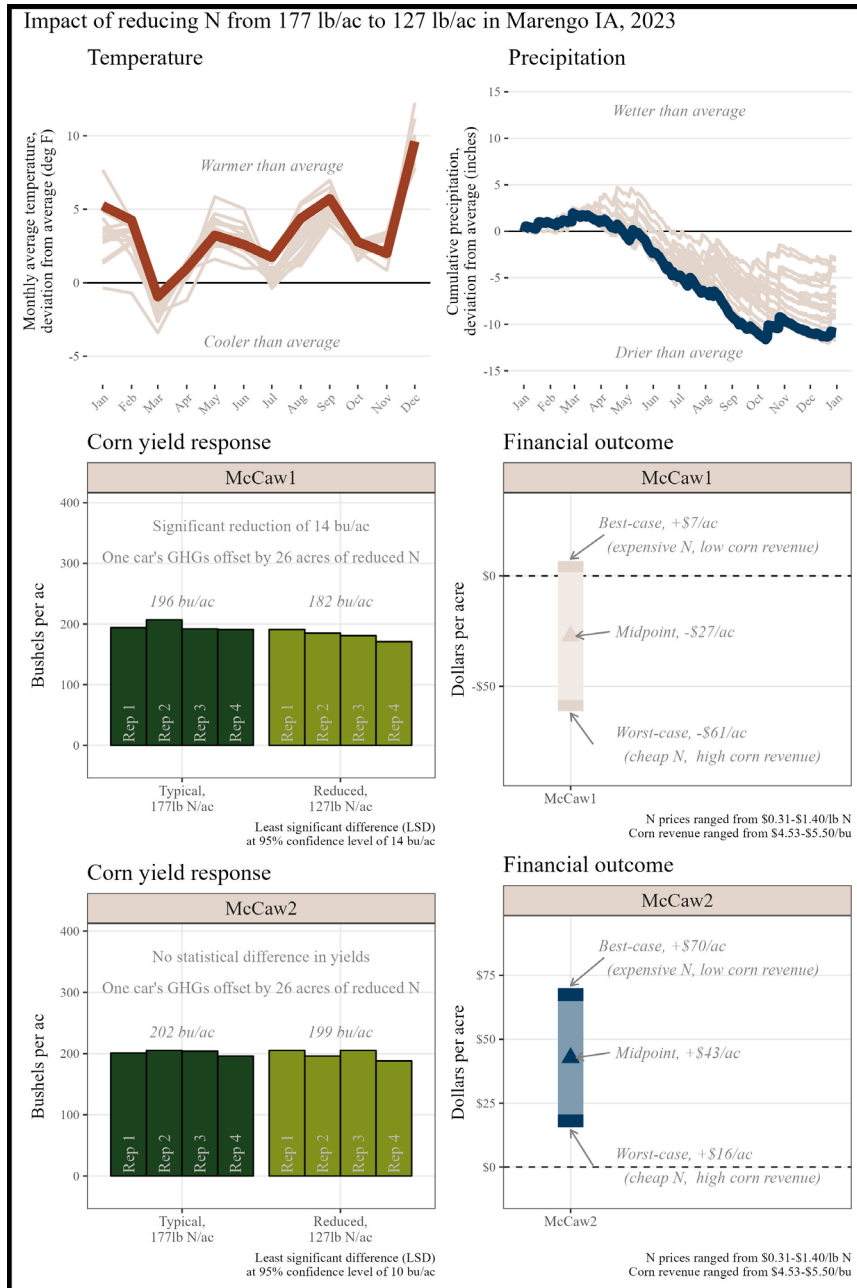 Impact of reducing N from 177 lb/ac to 127 lb/ac in Marengo IA, 2023
Temperature
Monthly average temperature,
deviation from average (deg F)
10
5
0
-5
Warmer than average
Cooler than average
Jan
Feb
Mar
Apr
May
Jun
Jul
Aug
Sep
Oct
Nov
Dec
Precipitation
Cumulative precipitation,
deviation from average (inches)
15
10
5
0
-5
-10
-15
Wetter than average
Drier than average
Jan
Feb
Mar
Apr
May
Jun
Jul
Aug
Sep
Oct
Nov
Dec
Jan
Corn yield response
McCaw1
Bushels per ac
400
300
200
100
0
Significant reduction of 14 bu/ac
One car's GHGs offset by 26 acres of reduced N
196 bu/ac
182 bu/ac
Rep 1
Rep 2
Rep 3
Rep 4
Rep 1
Rep 2
Rep 3
Rep 4
Typical,
177lb N/ac
Reduced,
127lb N/ac
Least significant difference (LSD)
at 95% confidence level of 14 bu/ac
Financial outcome
McCaw1
Dollars per acre
$0
-$50
Best-case, +$7/ac
(expensive N, low corn revenue)
Midpoint, -$27/ac
Worst-case, -$61/ac
(cheap N, high corn revenue)
McCaw1
N prices ranged from $0.31-$1.40/lb N
Corn revenue ranged from $4.53-$5.50/bu
Corn yield response
McCaw2
Bushels per ac
400
300
200
100
0
No statistical difference in yields
One car's GHGs offset by 26 acres of reduced N
202 bu/ac
199 bu/ac
Rep 1
Rep 2
Rep 3
Rep 4
Rep 1
Rep 2
Rep 3
Rep 4
Typical,
177lb N/ac
Reduced,
127lb N/ac
Least significant difference (LSD)
at 95% confidence level of 10 bu/ac
Financial outcome
McCaw2
Dollars per acre
$75
$50
$25
$0
Best-case, +$70/ac
(expensive N, low corn revenue)
Midpoint, +$43/ac
Worst-case, +$16/ac
(cheap N, high corn revenue)
McCaw2
N prices ranged from $0.31-$1.40/lb N
Corn revenue ranged from $4.53-$5.50/bu